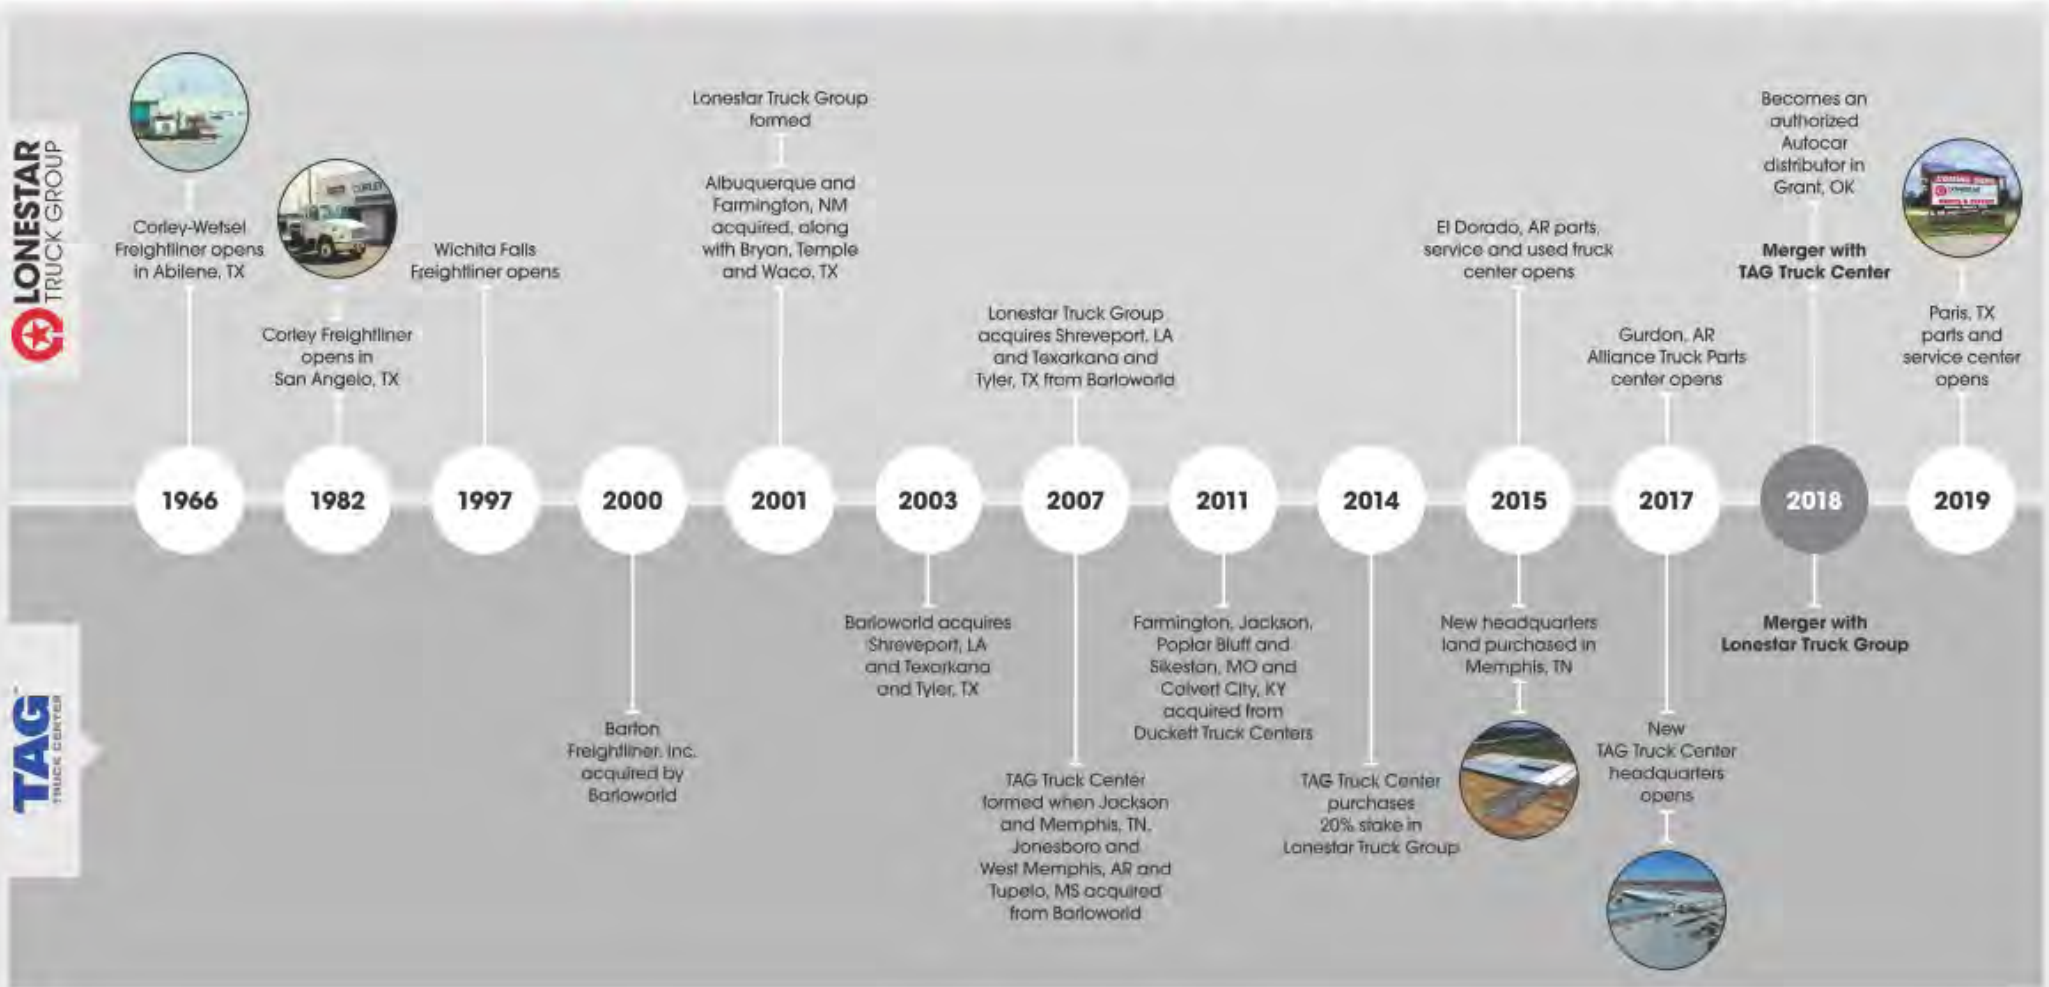 LONESTAR
TRUCK GROUP
Corley-Wetsel
Freightliner opens
in Abilene, TX
CORLEY
Corley Freightliner
opens in
San Angelo, TX
Wichita Falls
Freightliner opens
Lonestar Truck Group
formed
Albuquerque and
Farmington, NM
acquired, along
with Bryan, Temple
and Waco, TX
Lonestar Truck Group
acquires Shreveport, LA
and Texarkana and
Tyler, TX from Barloworld
El Dorado, AR parts,
service and used truck
center opens
Gurdon, AR
Alliance Truck Parts
center opens
Becomes an
authorized
Autocar
distributor in
Grant, OK
Merger with
TAG Truck Center
COMING SOON
LONESTAR
Paris, TX
parts and
service center
opens
1966
1982
1997
2000
2001
2003
2007
2011
2014
2015
2017
2018
2019
TAG
TRUCK CENTER
Barton
Freightliner, Inc.
acquired by
Barloworld
Barloworld acquires
Shreveport, LA
and Texarkana
and Tyler, TX
TAG Truck Center
formed when Jackson
and Memphis, TN,
Jonesboro and
West Memphis, AR and
Tupelo, MS acquired
from Barloworld
Farmington, Jackson,
Poplar Bluff and
Sikeston, MO and
Calvert City, KY
acquired from
Duckett Truck Centers
TAG Truck Center
purchases
20% stake in
Lonestar Truck Group
New headquarters
land purchased in
Memphis, TN
New
TAG Truck Center
headquarters
opens
Merger with
Lonestar Truck Group